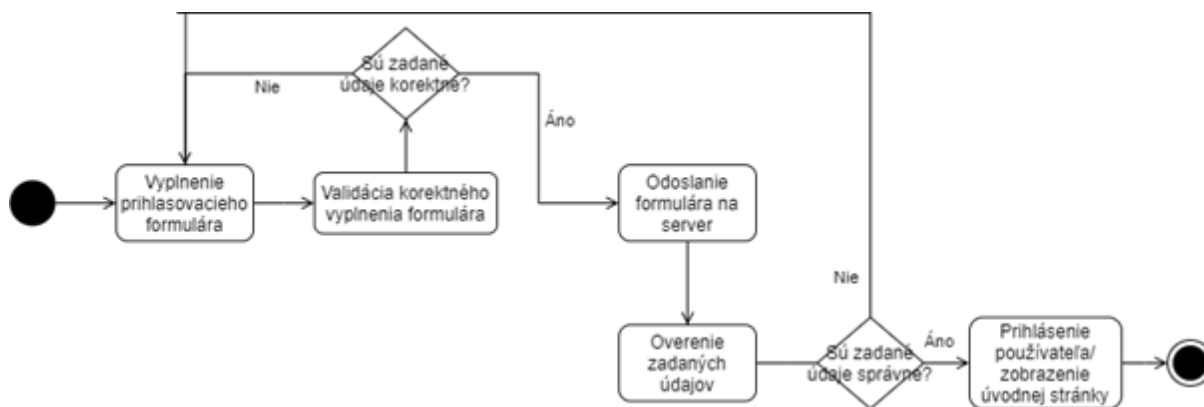 Sú zadané
údaje korektné?
Nie
Áno
Vyplnenie
prihlasovacieho
formulára
Validácia korektného
vyplnenia formulára
Odoslanie
formulára na
server
Nie
Overenie
zadaných
údajov
Sú zadané
údaje správne?
Áno
Prihlásenie
používateľa/
zobrazenie
úvodnej stránky